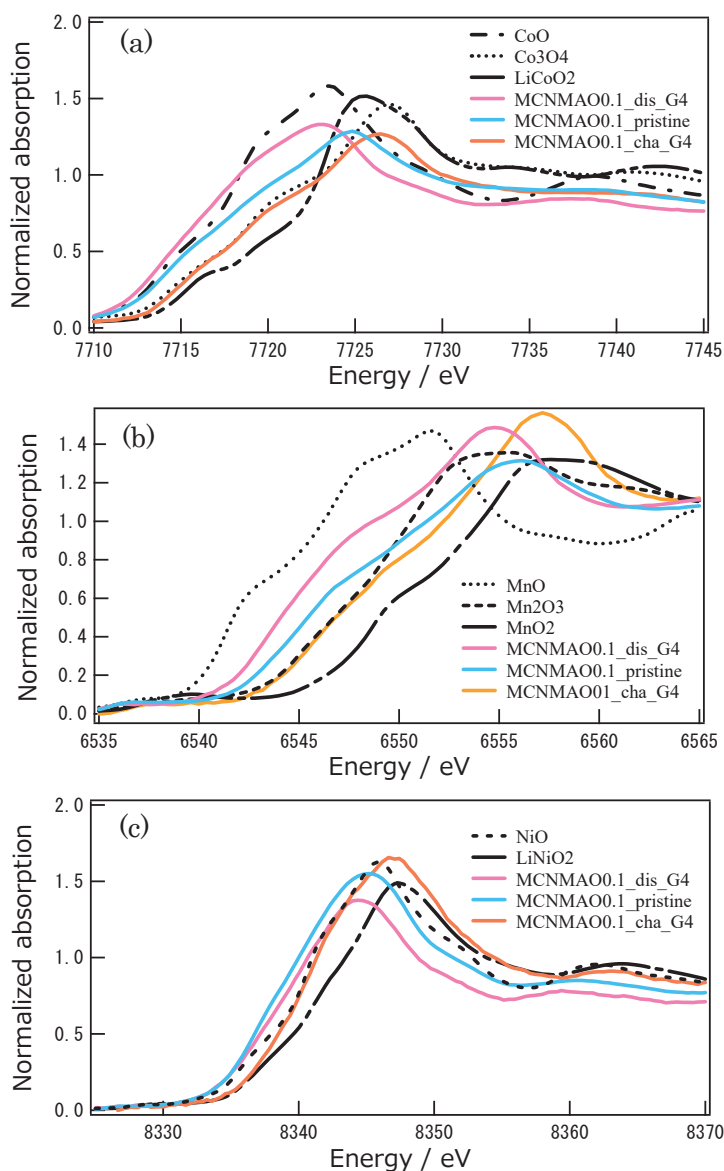 (a)
CoO
Co3O4
LiCoO2
MCNMAO0.1_dis_G4
MCNMAO0.1_pristine
MCNMAO0.1_cha_G4
Normalized absorption
2.0
1.5
1.0
0.5
0.0
7710 7715 7720 7725 7730 7735 7740 7745
Energy / eV
(b)
MnO
Mn2O3
MnO2
MCNMAO0.1_dis_G4
MCNMAO0.1_pristine
MCNMAO01_cha_G4
Normalized absorption
1.4
1.2
1.0
0.8
0.6
0.4
0.2
0.0
6535 6540 6545 6550 6555 6560 6565
Energy / eV
(c)
NiO
LiNiO2
MCNMAO0.1_dis_G4
MCNMAO0.1_pristine
MCNMAO0.1_cha_G4
Normalized absorption
2.0
1.5
1.0
0.5
0.0
8330 8340 8350 8360 8370
Energy / eV